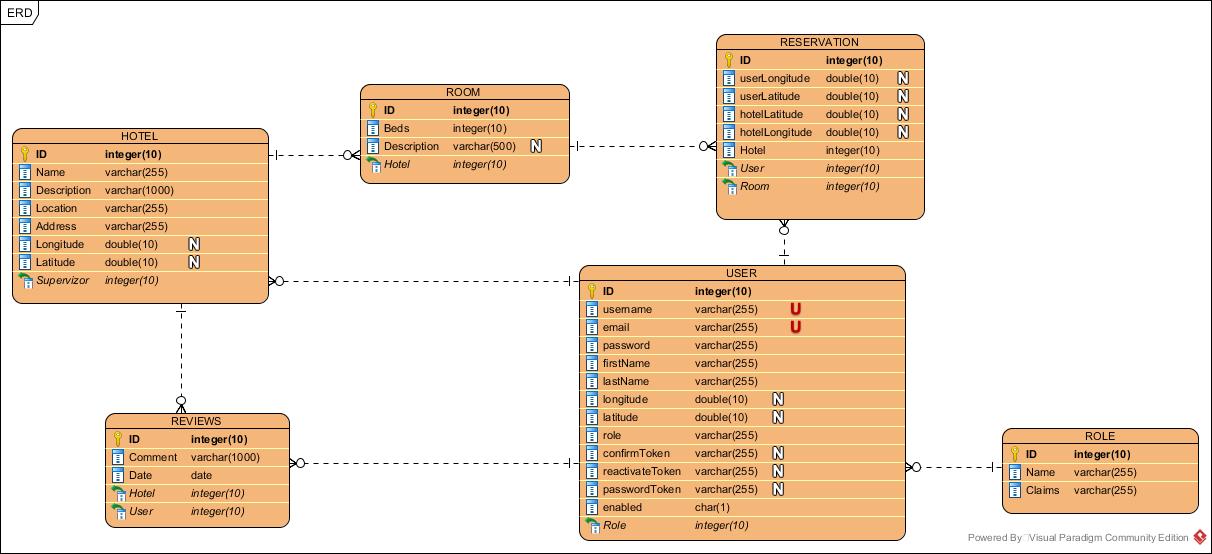 ERD
RESERVATION
ID integer(10)
userLongitude double(10) N
userLatitude double(10) N
hotelLatitude double(10) N
hotelLongitude double(10) N
Hotel integer(10)
User integer(10)
Room integer(10)
ROOM
ID integer(10)
Beds integer(10)
Description varchar(500) N
Hotel integer(10)
HOTEL
ID integer(10)
Name varchar(255)
Description varchar(1000)
Location varchar(255)
Address varchar(255)
Longitude double(10) N
Latitude double(10) N
Supervizor integer(10)
USER
ID integer(10)
username varchar(255) U
email varchar(255) U
password varchar(255)
firstName varchar(255)
lastName varchar(255)
longitude double(10) N
latitude double(10) N
role varchar(255)
confirmToken varchar(255) N
reactivateToken varchar(255) N
passwordToken varchar(255) N
enabled char(1)
Role integer(10)
REVIEWS
ID integer(10)
Comment varchar(1000)
Date date
Hotel integer(10)
User integer(10)
ROLE
ID integer(10)
Name varchar(255)
Claims varchar(255)
Powered By Visual Paradigm Community Edition